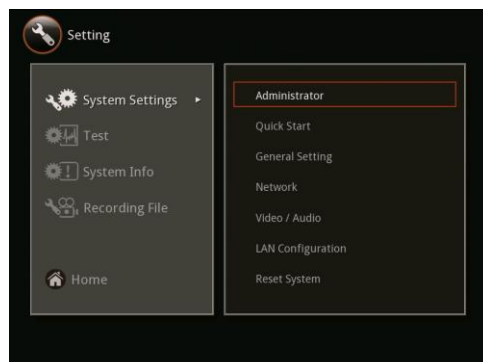 Setting
System Settings
Test
System Info
Recording File
Home
Administrator
Quick Start
General Setting
Network
Video / Audio
LAN Configuration
Reset System